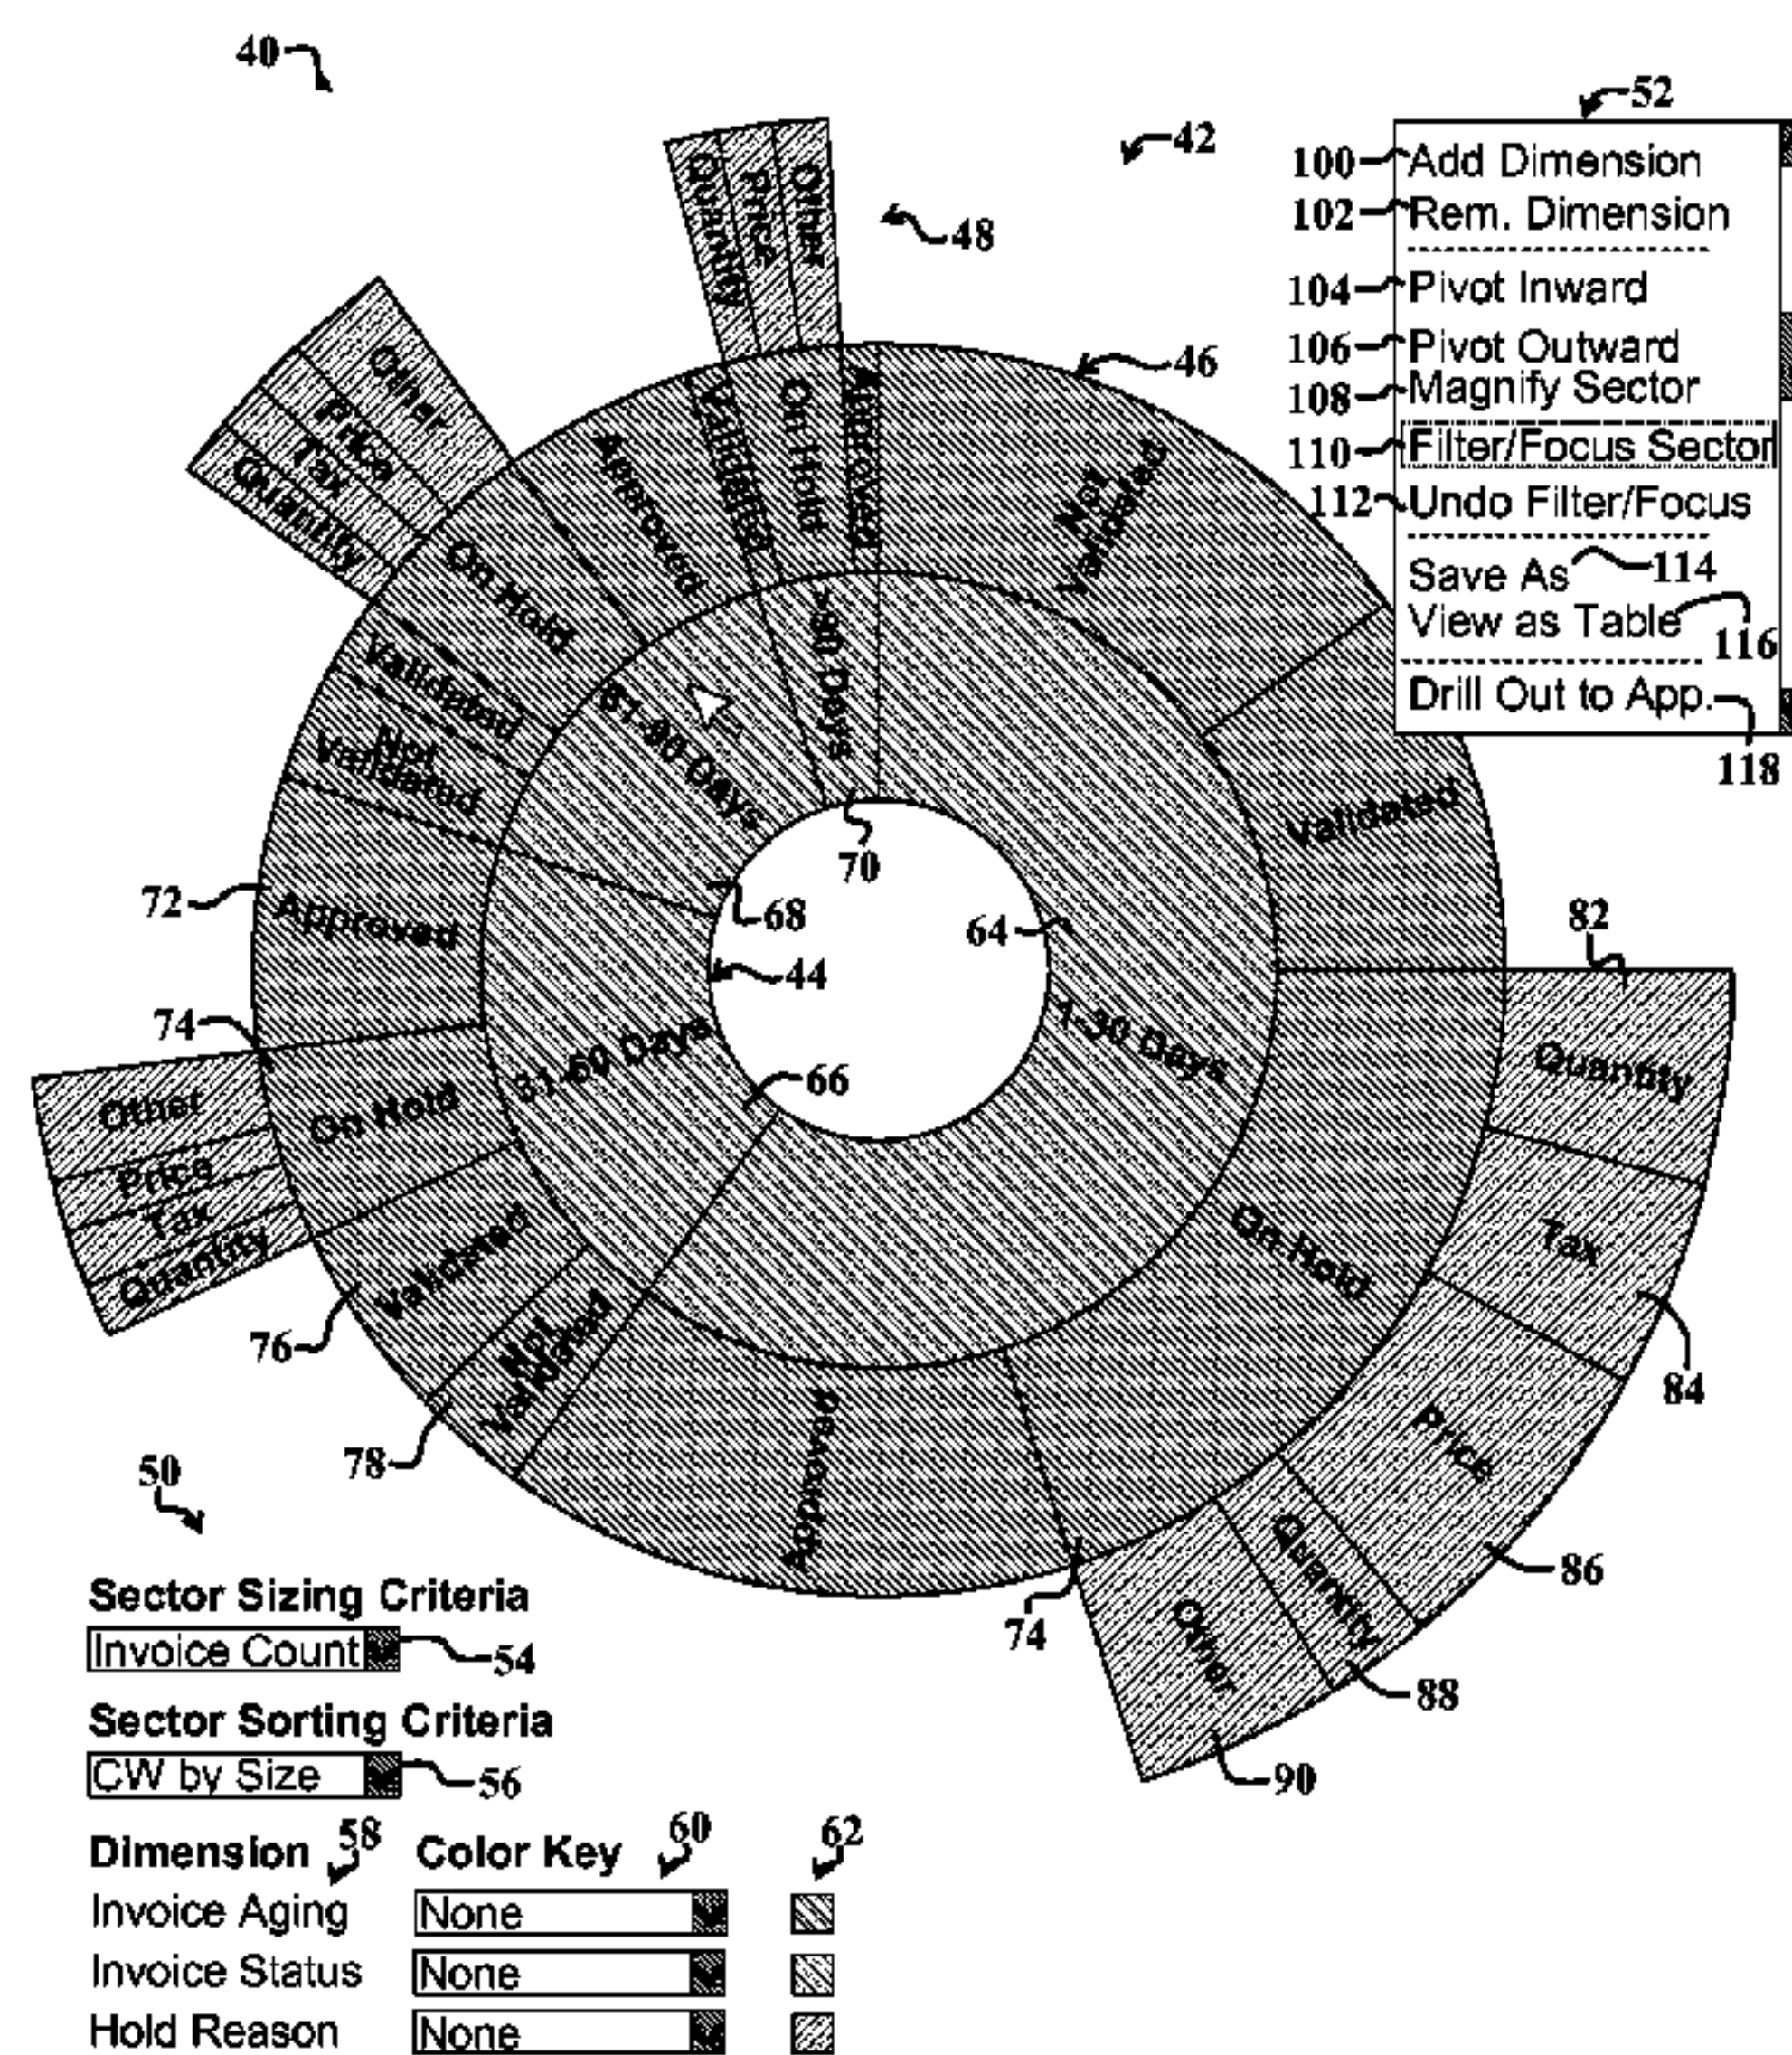 40
42
52
100 Add Dimension
102 Rem. Dimension
104 Pivot Inward
106 Pivot Outward
108 Magnify Sector
110 Filter/Focus Sector
112 Undo Filter/Focus
Save As 114
View as Table 116
Drill Out to App. 118
48
46
Quantity
Price
Other
Other
Price
Tax
Quantity
Approved
Validated
On Hold
Approved
Not
Validated
Validated
On Hold
Validated
Not
Validated
Approved
72
61-90 Days
>90 Days
70
68
64
44
66
31-60 Days
1-30 Days
74
On Hold
Other
Price
Tax
Quantity
Validated
Not
Validated
76
78
Approved
On Hold
74
82
Quantity
Tax
84
Price
86
Quantity
88
Other
90
50
Sector Sizing Criteria
Invoice Count 54
Sector Sorting Criteria
CW by Size 56
Dimension 58 Color Key 60 62
Invoice Aging None
Invoice Status None
Hold Reason None